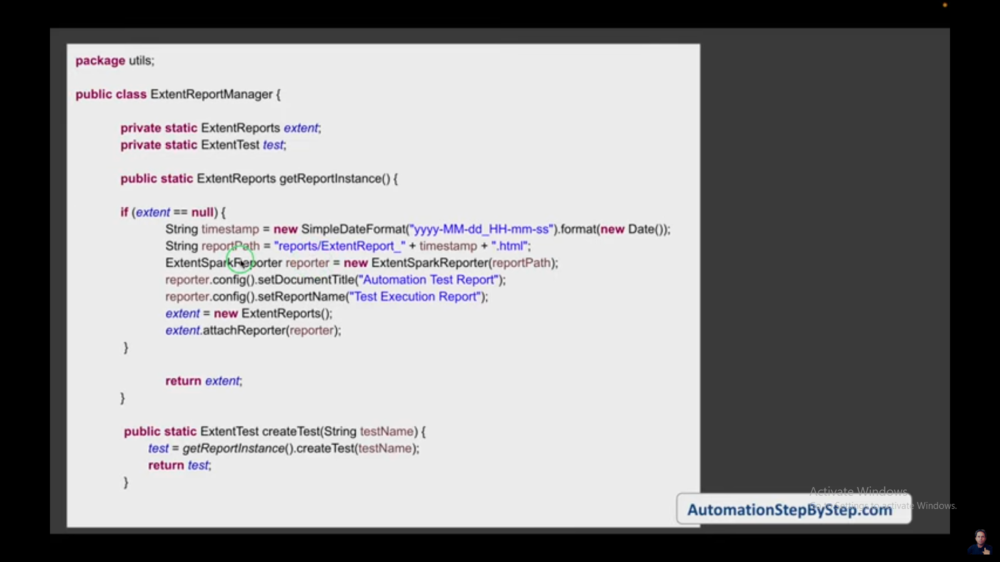 package utils;
public class ExtentReportManager {
private static ExtentReports extent;
private static ExtentTest test;
public static ExtentReports getReportInstance() {
if (extent == null) {
String timestamp = new SimpleDateFormat("yyyy-MM-dd_HH-mm-ss").format(new Date());
String reportPath = "reports/ExtentReport_" + timestamp + ".html";
ExtentSparkReporter reporter = new ExtentSparkReporter(reportPath);
reporter.config().setDocumentTitle("Automation Test Report");
reporter.config().setReportName("Test Execution Report");
extent = new ExtentReports();
extent.attachReporter(reporter);
}
return extent;
}
public static ExtentTest createTest(String testName) {
test = getReportInstance().createTest(testName);
return test;
}
Activate Windows
Go to Settings to activate Windows.
AutomationStepByStep.com